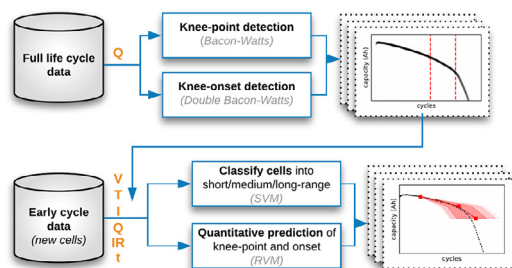 Full life cycle
data
Q
Knee-point detection
(Bacon-Watts)
Knee-onset detection
(Double Bacon-Watts)
capacity (Ah)
cycles
Early cycle
data
(new cells)
V
T
I
Q
IR
t
Classify cells into
short/medium/long-range
(SVM)
Quantitative prediction of
knee-point and onset
(RVM)
capacity (Ah)
cycles